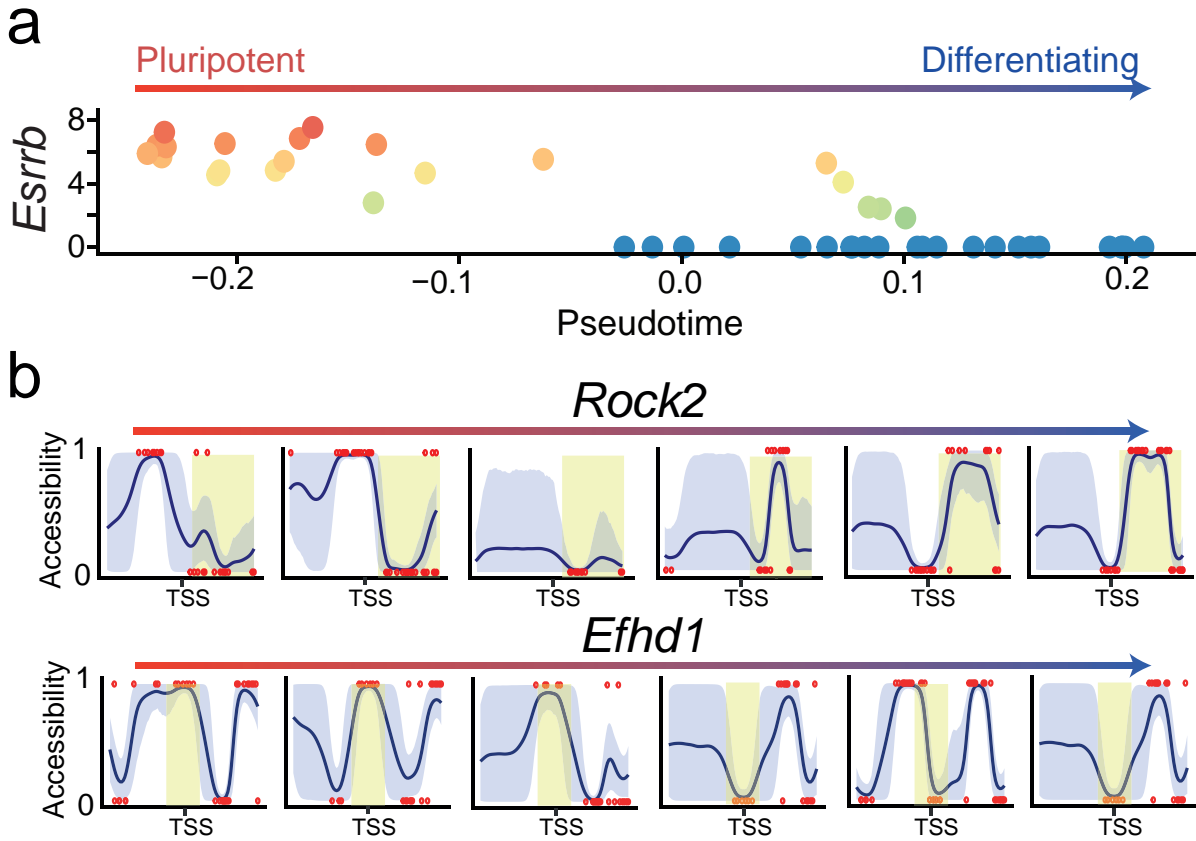 a
Pluripotent Differentiating
Esrrb
8
4
0
−0.2 −0.1 0.0 0.1 0.2
Pseudotime
b
Rock2
Accessibility
1
0
TSS TSS TSS TSS TSS TSS
Efhd1
Accessibility
1
0
TSS TSS TSS TSS TSS TSS